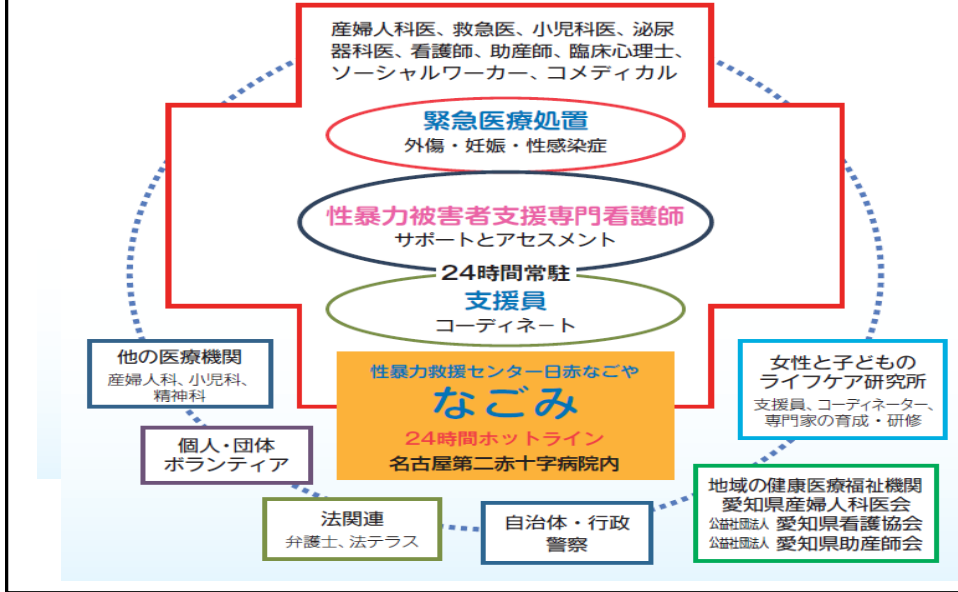 産婦人科医、救急医、小児科医、泌尿
器科医、看護師、助産師、臨床心理士、
ソーシャルワーカー、コメディカル
緊急医療処置
外傷・妊娠・性感染症
性暴力被害者支援専門看護師
サポートとアセスメント
24時間常駐
支援員
コーディネート
性暴力救援センター日赤なごや
なごみ
24時間ホットライン
名古屋第二赤十字病院内
他の医療機関
産婦人科、小児科、
精神科
個人・団体
ボランティア
法関連
弁護士、法テラス
自治体・行政
警察
女性と子どもの
ライフケア研究所
支援員、コーディネーター、
専門家の育成・研修
地域の健康医療福祉機関
愛知県産婦人科医会
公益社団法人 愛知県看護協会
公益社団法人 愛知県助産師会